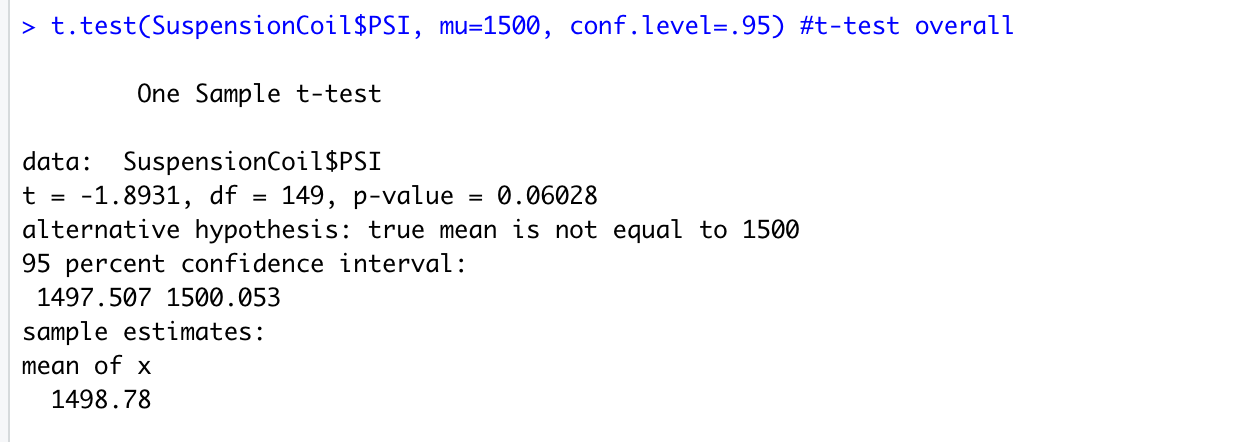 > t.test(SuspensionCoil$PSI, mu=1500, conf.level=.95) #t-test overall
One Sample t-test
data:  SuspensionCoil$PSI
t = -1.8931, df = 149, p-value = 0.06028
alternative hypothesis: true mean is not equal to 1500
95 percent confidence interval:
 1497.507 1500.053
sample estimates:
mean of x
  1498.78